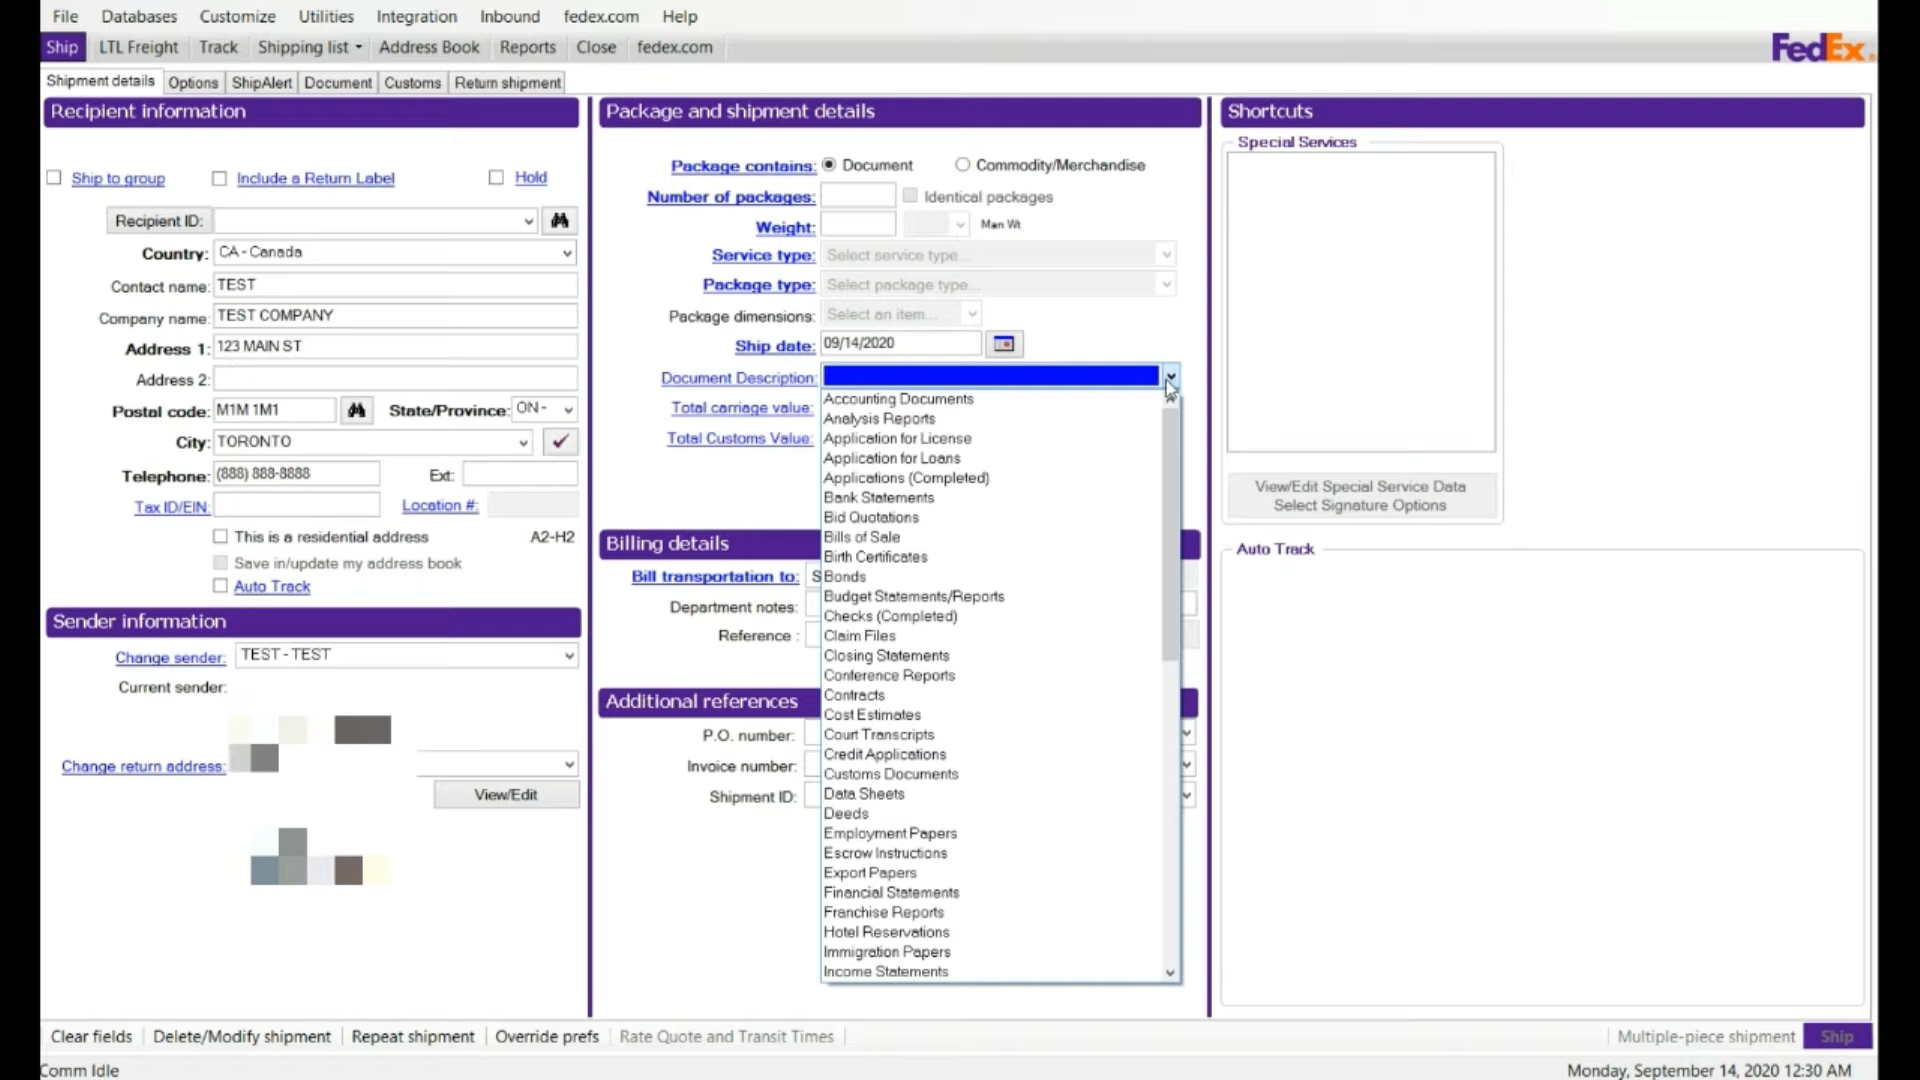 File Databases Customize Utilities Integration Inbound fedex.com Help
Ship LTL Freight Track Shipping list Address Book Reports Close fedex.com
FedEx
Shipment details Options ShipAlert Document Customs Return shipment
Recipient information
Ship to group Include a Return Label Hold
Recipient ID:
Country: CA - Canada
Contact name: TEST
Company name: TEST COMPANY
Address 1: 123 MAIN ST
Address 2:
Postal code: M1M 1M1 State/Province: ON -
City: TORONTO
Telephone: (888) 888-8888 Ext:
Tax ID/EIN: Location #:
This is a residential address A2-H2
Save in/update my address book
Auto Track
Sender information
Change sender: TEST - TEST
Current sender:
Change return address:
View/Edit
Package and shipment details
Package contains: Document Commodity/Merchandise
Number of packages: Identical packages
Weight: Man Wt
Service type: Select service type...
Package type: Select package type...
Package dimensions: Select an item...
Ship date: 09/14/2020
Document Description:
Total carriage value:
Total Customs Value:
Accounting Documents
Analysis Reports
Application for License
Application for Loans
Applications (Completed)
Bank Statements
Bid Quotations
Bills of Sale
Birth Certificates
Bonds
Budget Statements/Reports
Checks (Completed)
Claim Files
Closing Statements
Conference Reports
Contracts
Cost Estimates
Court Transcripts
Credit Applications
Customs Documents
Data Sheets
Deeds
Employment Papers
Escrow Instructions
Export Papers
Financial Statements
Franchise Reports
Hotel Reservations
Immigration Papers
Income Statements
Billing details
Bill transportation to: S
Department notes:
Reference :
Additional references
P.O. number:
Invoice number:
Shipment ID:
Shortcuts
Special Services
View/Edit Special Service Data
Select Signature Options
Auto Track
Clear fields Delete/Modify shipment Repeat shipment Override prefs Rate Quote and Transit Times Multiple-piece shipment Ship
Comm Idle Monday, September 14, 2020 12:30 AM